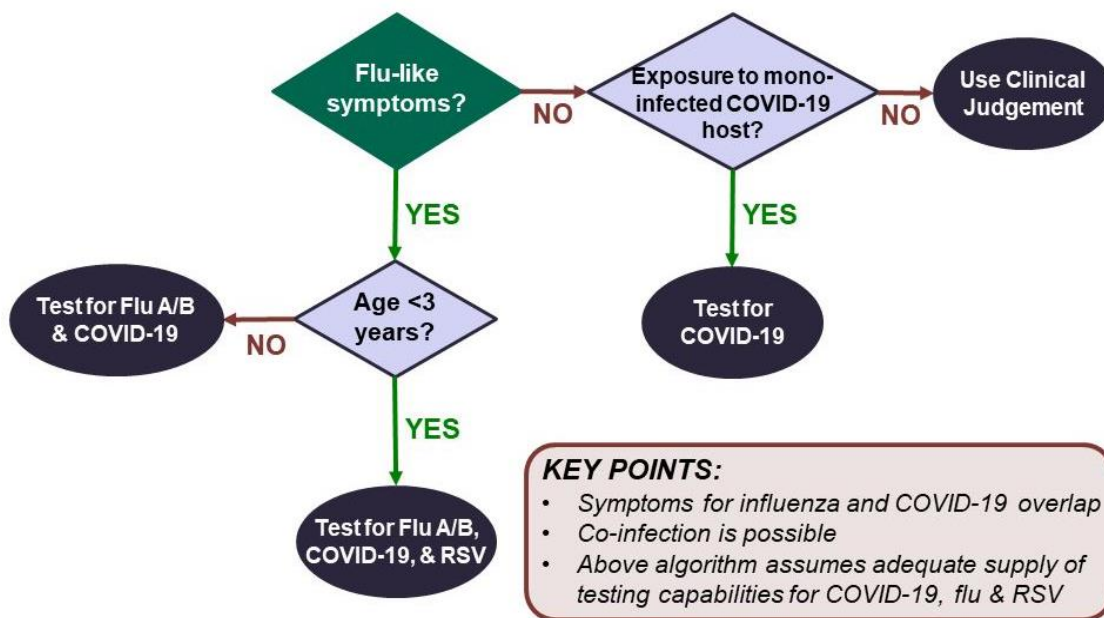 Flu-like
symptoms?
NO
Exposure to mono-
infected COVID-19
host?
NO
Use Clinical
Judgement
YES
YES
Test for Flu A/B
& COVID-19
NO
Age <3
years?
Test for
COVID-19
YES
Test for Flu A/B,
COVID-19, & RSV
KEY POINTS:
• Symptoms for influenza and COVID-19 overlap
• Co-infection is possible
• Above algorithm assumes adequate supply of
testing capabilities for COVID-19, flu & RSV